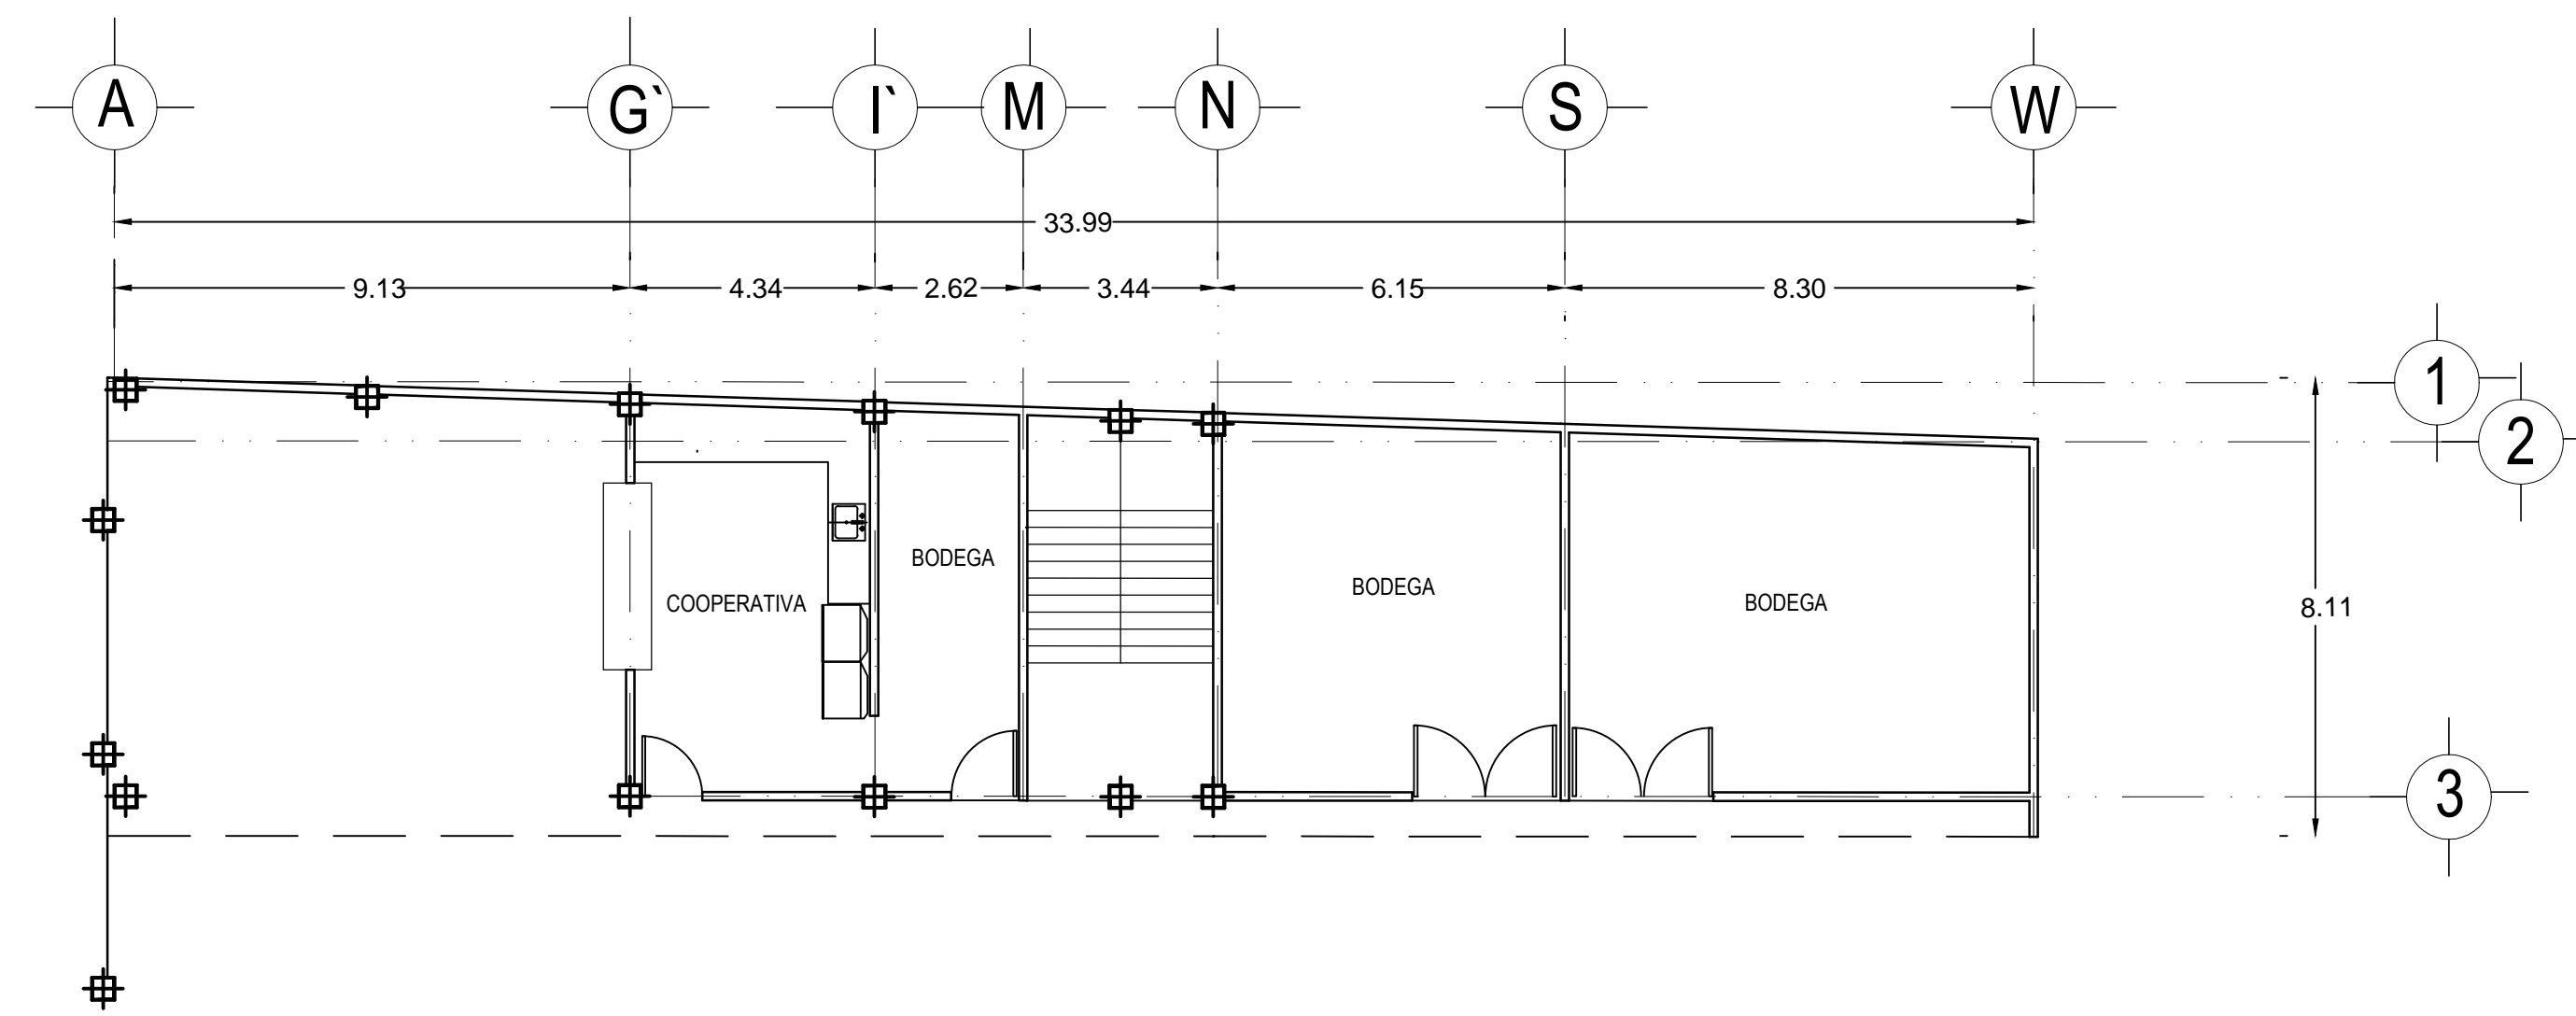 A G` I` M N S W
33.99
9.13 4.34 2.62 3.44 6.15 8.30
1
2
BODEGA
BODEGA
COOPERATIVA
BODEGA
8.11
3